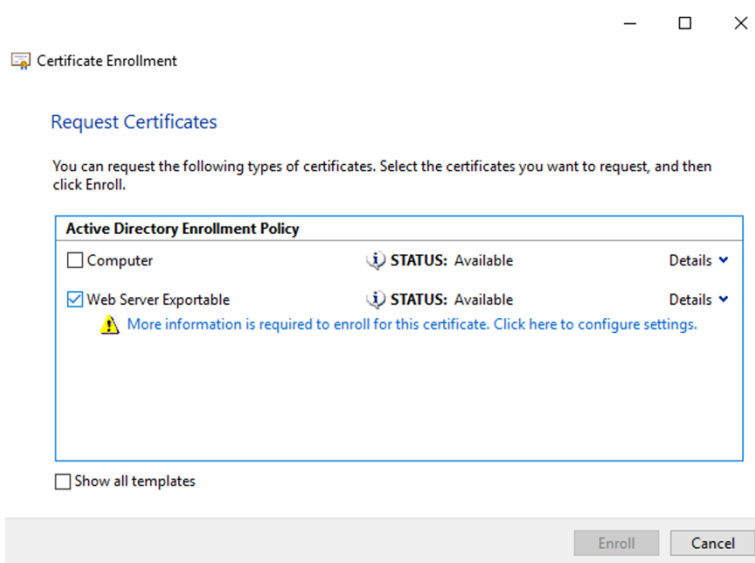 Certificate Enrollment
Request Certificates
You can request the following types of certificates. Select the certificates you want to request, and then
click Enroll.
Active Directory Enrollment Policy
Computer STATUS: Available Details
Web Server Exportable STATUS: Available Details
More information is required to enroll for this certificate. Click here to configure settings.
Show all templates
Enroll Cancel